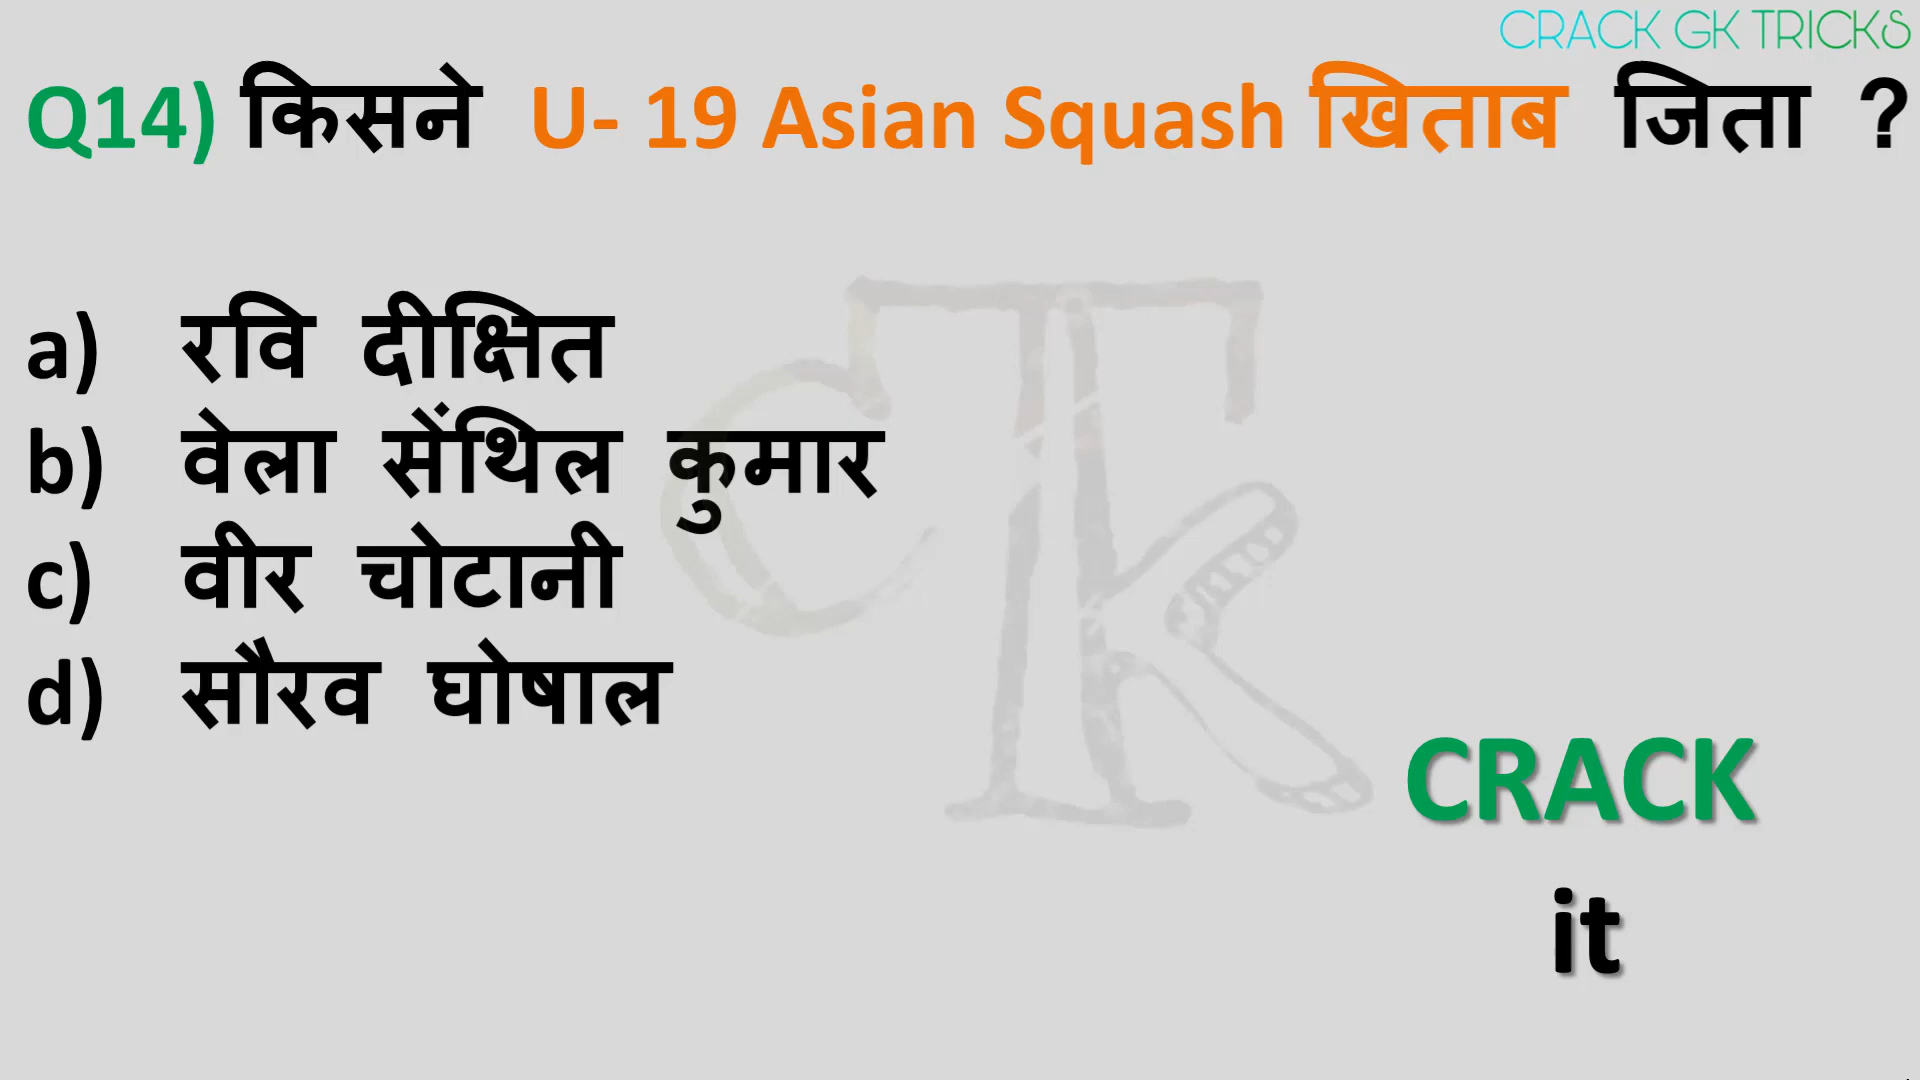 CRACK GK TRICKS
Q14) किसने U- 19 Asian Squash खिताब जिता ?
a) रवि दीक्षित
b) वेला सेंथिल कुमार
c) वीर चोटानी
d) सौरव घोषाल
CRACK
it